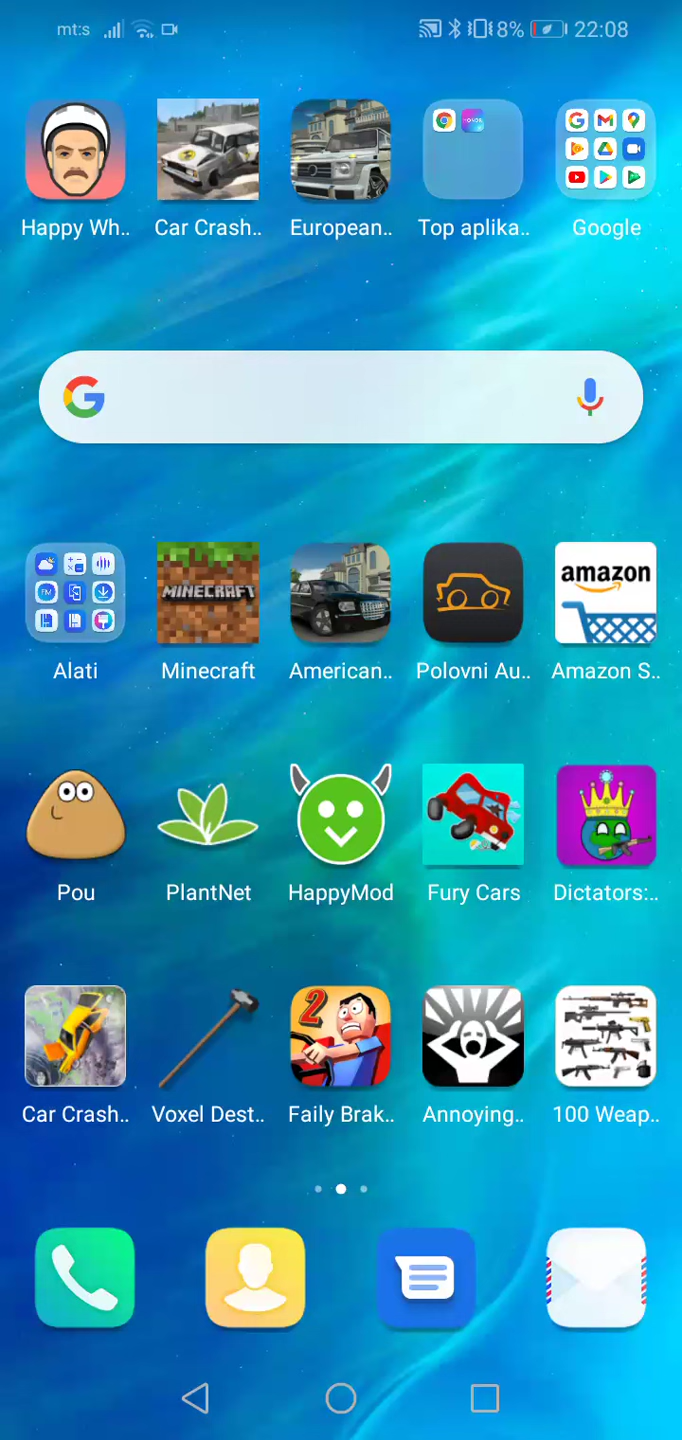 mt:s 8% 22:08
Happy Wh.. Car Crash.. European.. Top aplika.. Google
MINECRAFT amazon
Alati Minecraft American.. Polovni Au.. Amazon S..
Pou PlantNet HappyMod Fury Cars Dictators:..
2
Car Crash.. Voxel Dest.. Faily Brak.. Annoying.. 100 Weap..